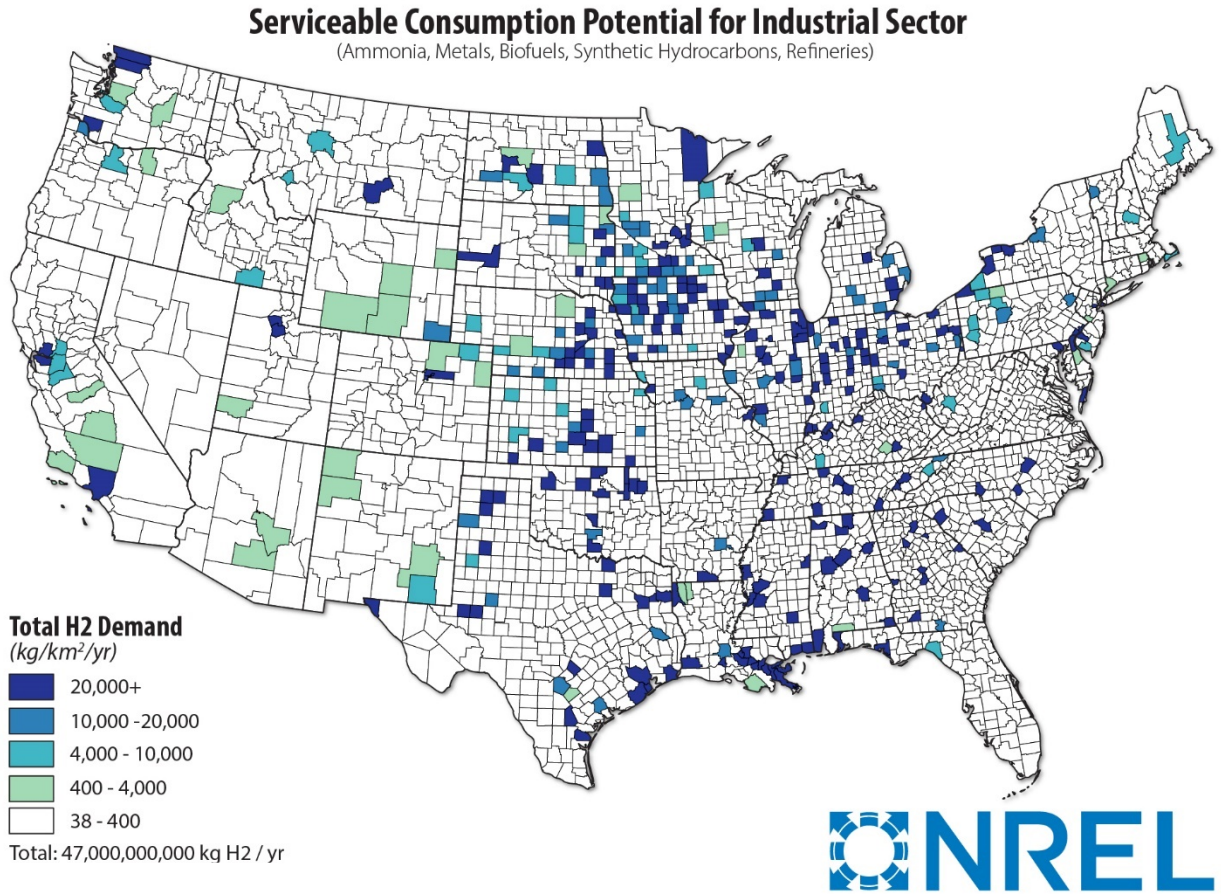 Serviceable Consumption Potential for Industrial Sector
(Ammonia, Metals, Biofuels, Synthetic Hydrocarbons, Refineries)
Total H2 Demand
(kg/km²/yr)
20,000+
10,000 -20,000
4,000 - 10,000
400 - 4,000
38 - 400
Total: 47,000,000,000 kg H2 / yr
NREL